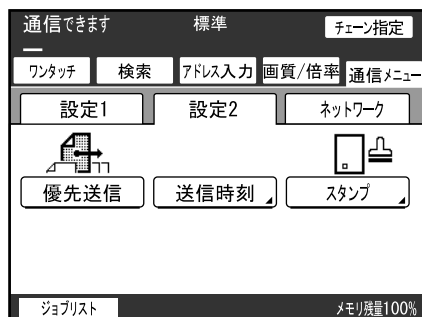 通信できます 標準 チェーン指定
ワンタッチ 検索 アドレス入力 画質/倍率 通信メニュー
設定1 設定2 ネットワーク
優先送信 送信時刻 スタンプ
ジョブリスト メモリ残量100%